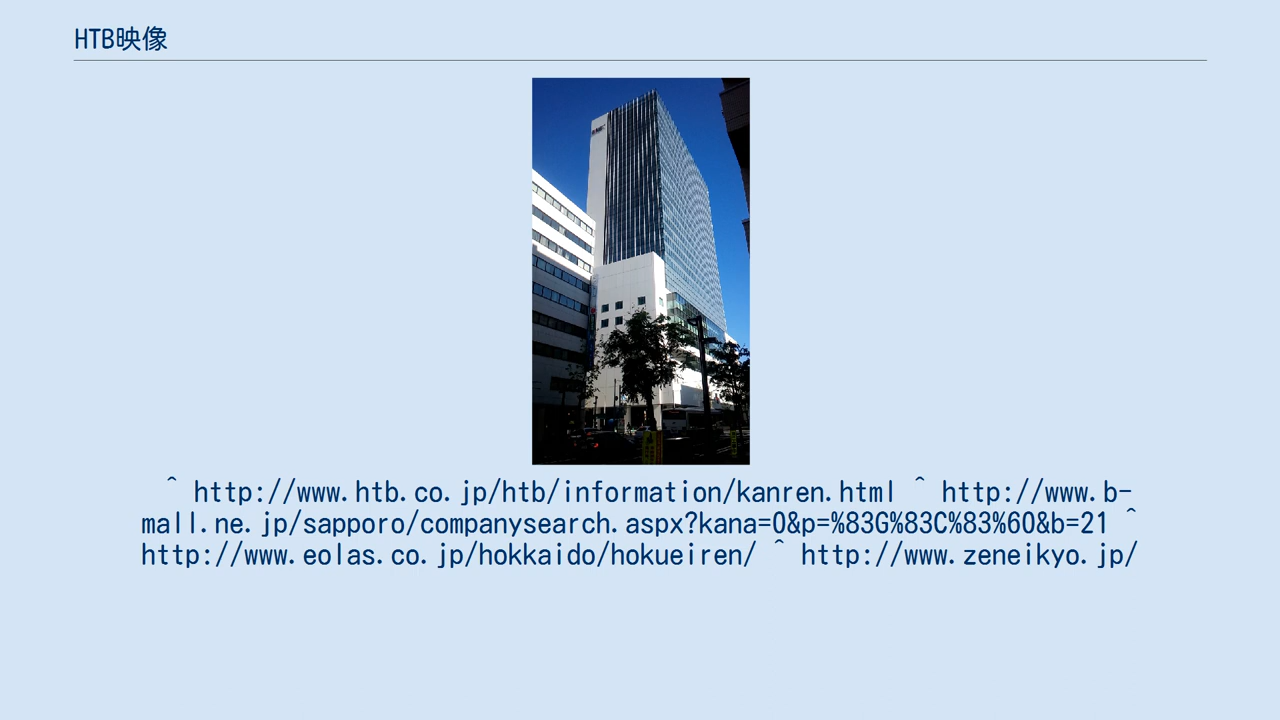 HTB映像
^ http://www.htb.co.jp/htb/information/kanren.html ^ http://www.b-
mall.ne.jp/sapporo/companysearch.aspx?kana=0&p=%83G%83C%83%60&b=21 ^
http://www.eolas.co.jp/hokkaido/hokueiren/ ^ http://www.zeneikyo.jp/